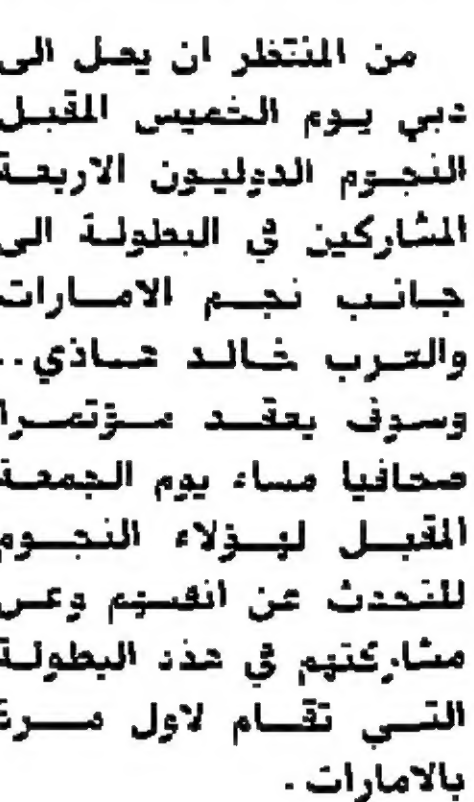 من المنتظر ان يصل الى
دبي يوم الخميس المقبل
النجوم الدوليون الاربعة
المشاركين في البطولة الى
جانب نجم الامارات
والعرب خالد
وسوف يعقد مؤتمرا
صحافيا مساء يوم الجمعة
المقبل لهؤلاء النجوم
للتحدث عن انفسهم وعن
مشاركتهم في هذه البطولة
التي تقام لاول مرة
بالامارات .